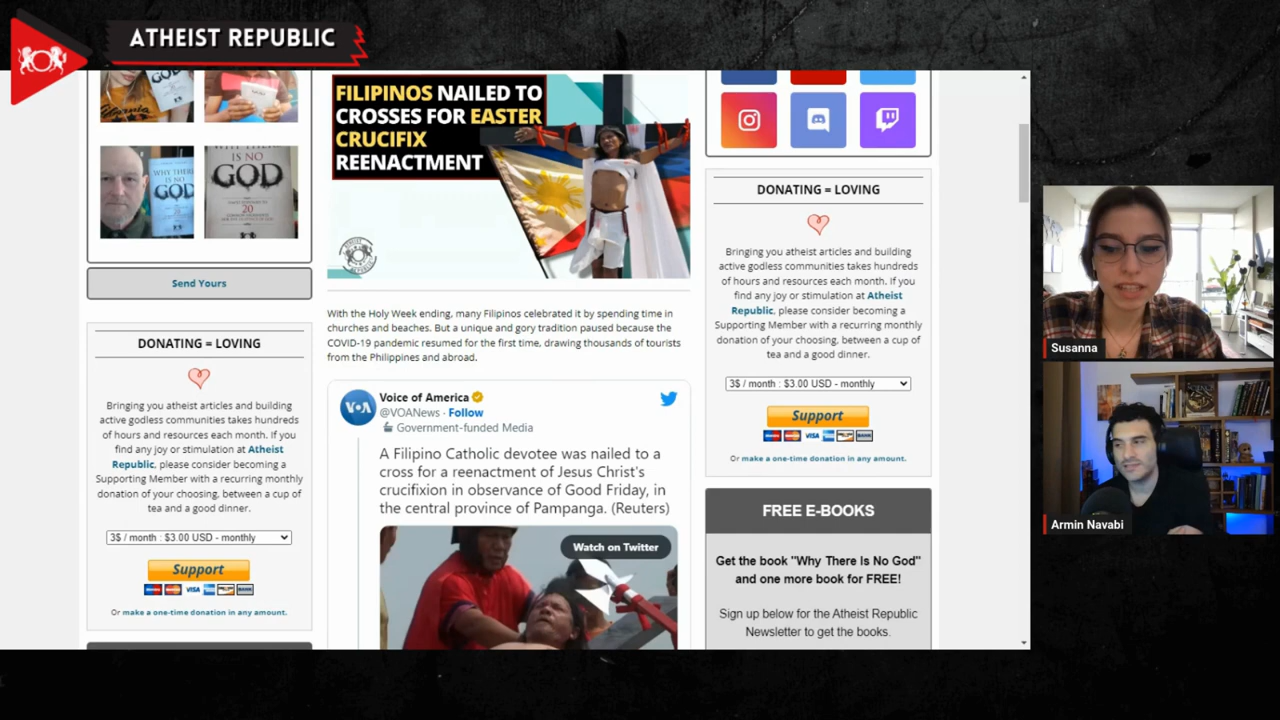 ATHEIST REPUBLIC
FILIPINOS NAILED TO
CROSSES FOR EASTER
CRUCIFIX
REENACTMENT
GOD
WHY THERE
IS NO
GOD
IS NO
GOD
20
Send Yours
DONATING = LOVING
Bringing you atheist articles and building
active godless communities takes hundreds
of hours and resources each month. If you
find any joy or stimulation at Atheist
Republic, please consider becoming a
Supporting Member with a recurring monthly
donation of your choosing, between a cup of
tea and a good dinner.
3$ / month : $3.00 USD - monthly
Support
VISA
Or make a one-time donation in any amount.
With the Holy Week ending, many Filipinos celebrated it by spending time in
churches and beaches. But a unique and gory tradition paused because the
COVID-19 pandemic resumed for the first time, drawing thousands of tourists
from the Philippines and abroad.
VOA
Voice of America
@VOANews · Follow
Government-funded Media
A Filipino Catholic devotee was nailed to a
cross for a reenactment of Jesus Christ's
crucifixion in observance of Good Friday, in
the central province of Pampanga. (Reuters)
Watch on Twitter
DONATING = LOVING
Bringing you atheist articles and building
active godless communities takes hundreds
of hours and resources each month. If you
find any joy or stimulation at Atheist
Republic, please consider becoming a
Supporting Member with a recurring monthly
donation of your choosing, between a cup of
tea and a good dinner.
3$ / month : $3.00 USD - monthly
Support
VISA
Or make a one-time donation in any amount.
FREE E-BOOKS
Get the book "Why There Is No God"
and one more book for FREE!
Sign up below for the Atheist Republic
Newsletter to get the books.
Susanna
Armin Navabi